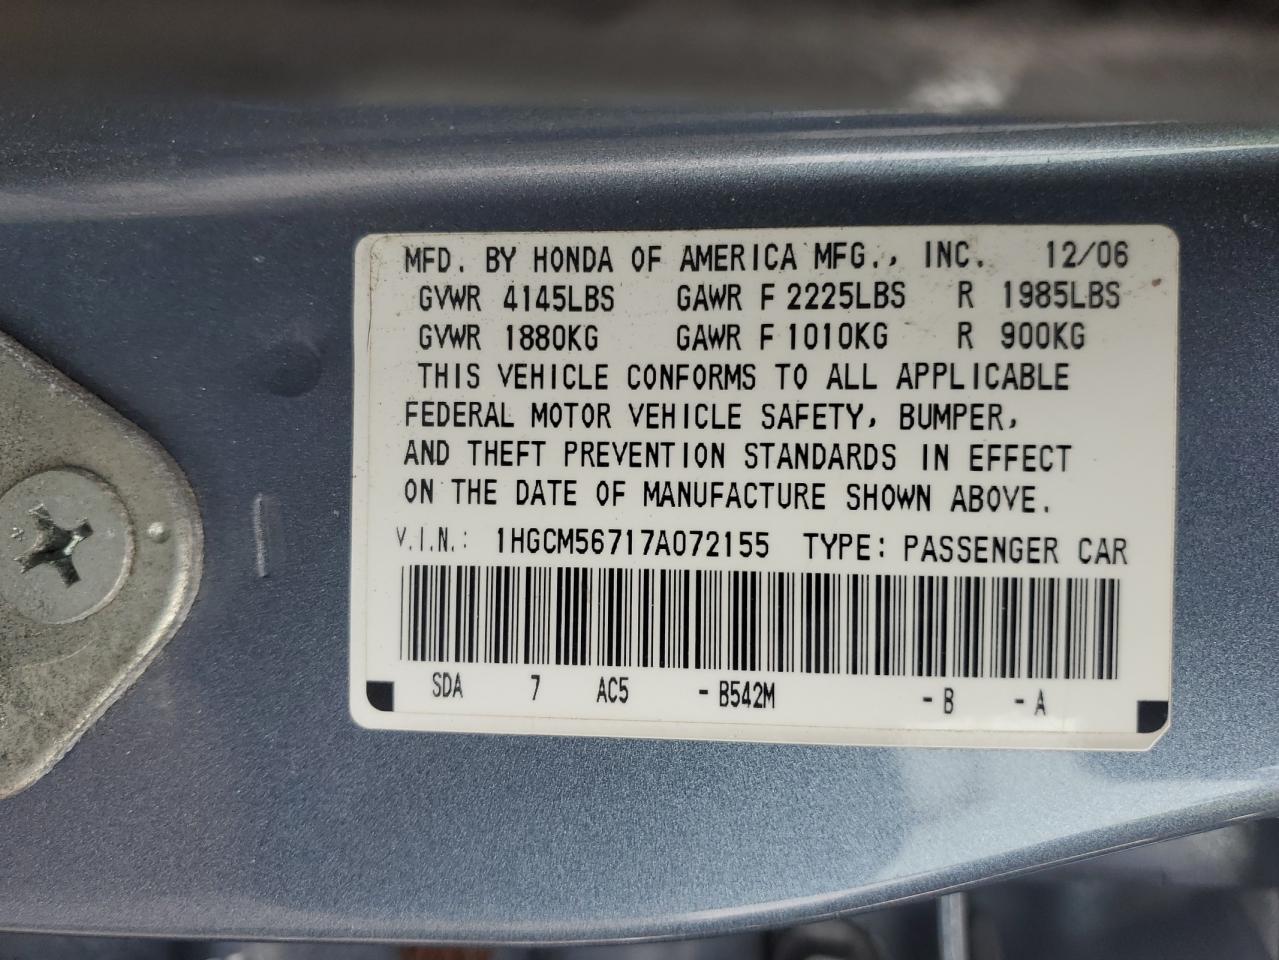 MFD. BY HONDA OF AMERICA MFG., INC. 12/06
GVWR 4145LBS GAWR F 2225LBS R 1985LBS
GVWR 1880KG GAWR F 1010KG R 900KG
THIS VEHICLE CONFORMS TO ALL APPLICABLE
FEDERAL MOTOR VEHICLE SAFETY, BUMPER,
AND THEFT PREVENTION STANDARDS IN EFFECT
ON THE DATE OF MANUFACTURE SHOWN ABOVE.
V.I.N.: 1HGCM56717A072155 TYPE: PASSENGER CAR
SDA 7 AC5 - B542M - B - A